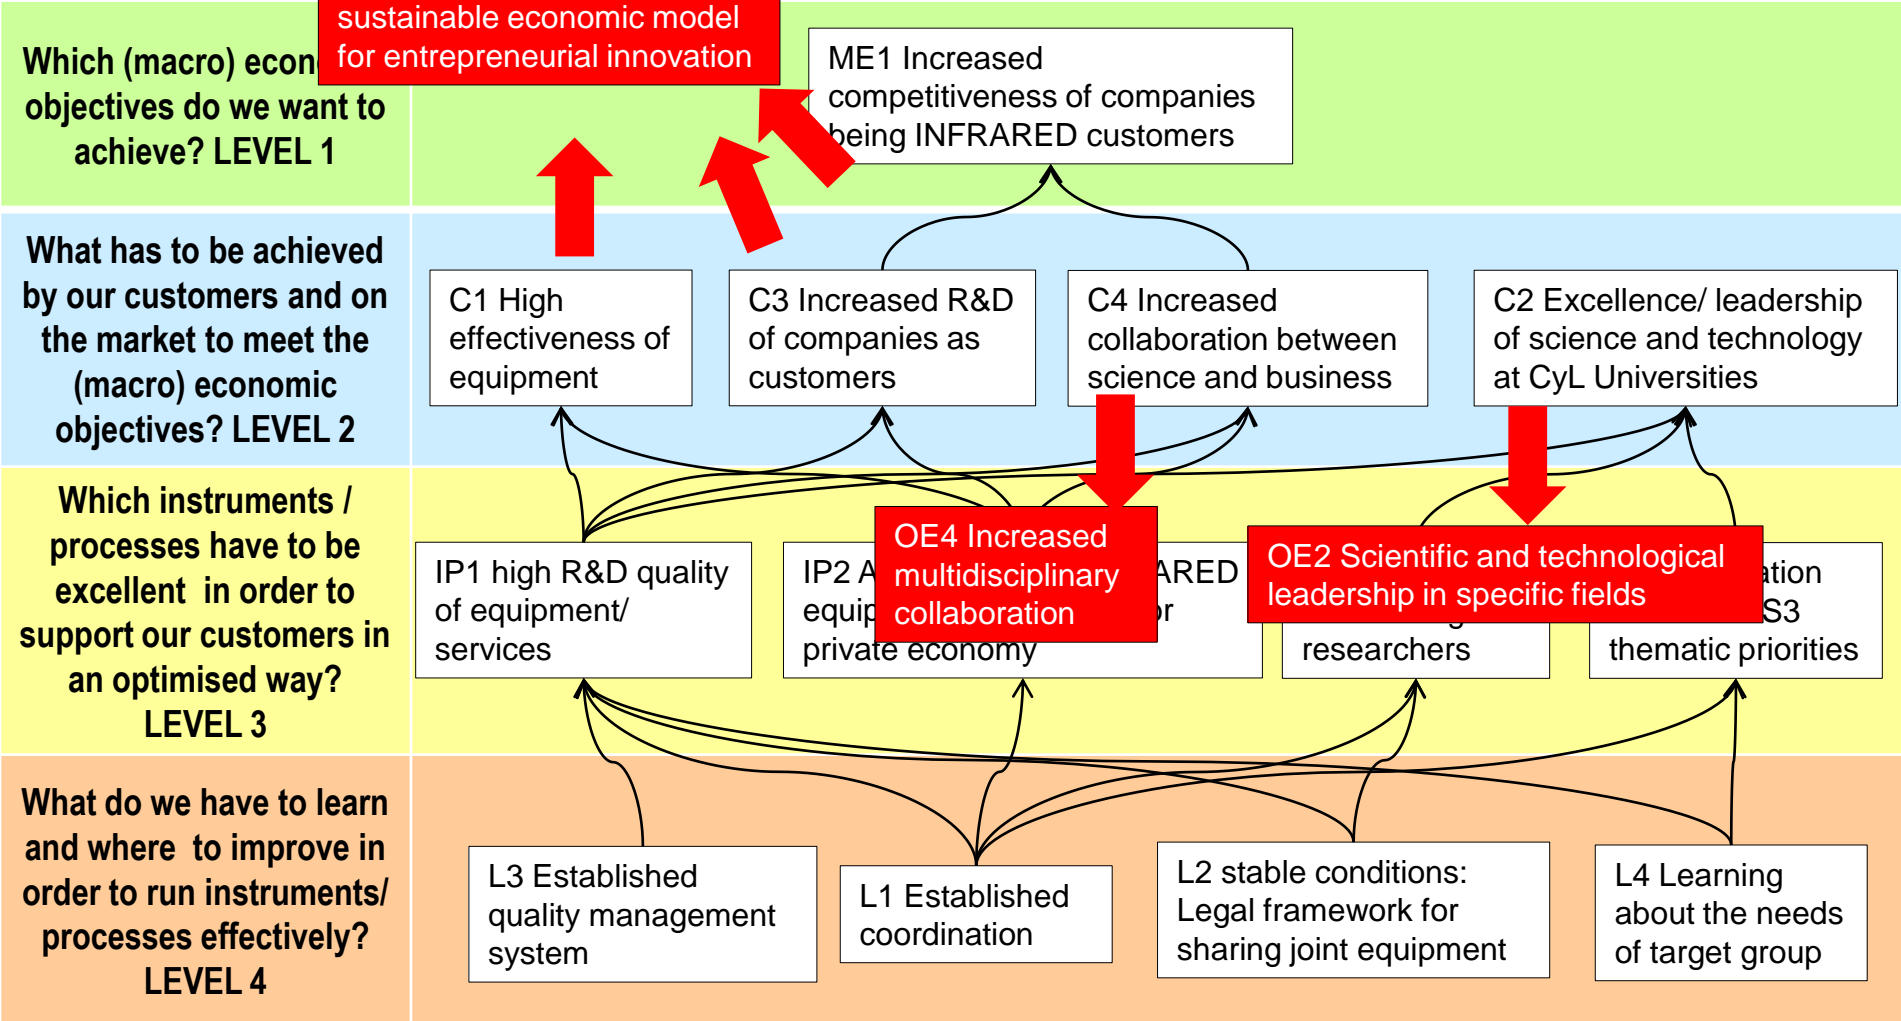 sustainable economic model
for entrepreneurial innovation
Which (macro) econ
objectives do we want to
achieve? LEVEL 1
ME1 Increased
competitiveness of companies
being INFRARED customers
What has to be achieved
by our customers and on
the market to meet the
(macro) economic
objectives? LEVEL 2
C1 High
effectiveness of
equipment
C3 Increased R&D
of companies as
customers
C4 Increased
collaboration between
science and business
C2 Excellence/ leadership
of science and technology
at CyL Universities
Which instruments /
processes have to be
excellent in order to
support our customers in
an optimised way?
LEVEL 3
IP1 high R&D quality
of equipment/
services
IP2 A
ARED
equip
private economy
OE4 Increased
multidisciplinary
collaboration
OE2 Scientific and technological
leadership in specific fields
researchers
ation
S3
thematic priorities
What do we have to learn
and where to improve in
order to run instruments/
processes effectively?
LEVEL 4
L3 Established
quality management
system
L1 Established
coordination
L2 stable conditions:
Legal framework for
sharing joint equipment
L4 Learning
about the needs
of target group